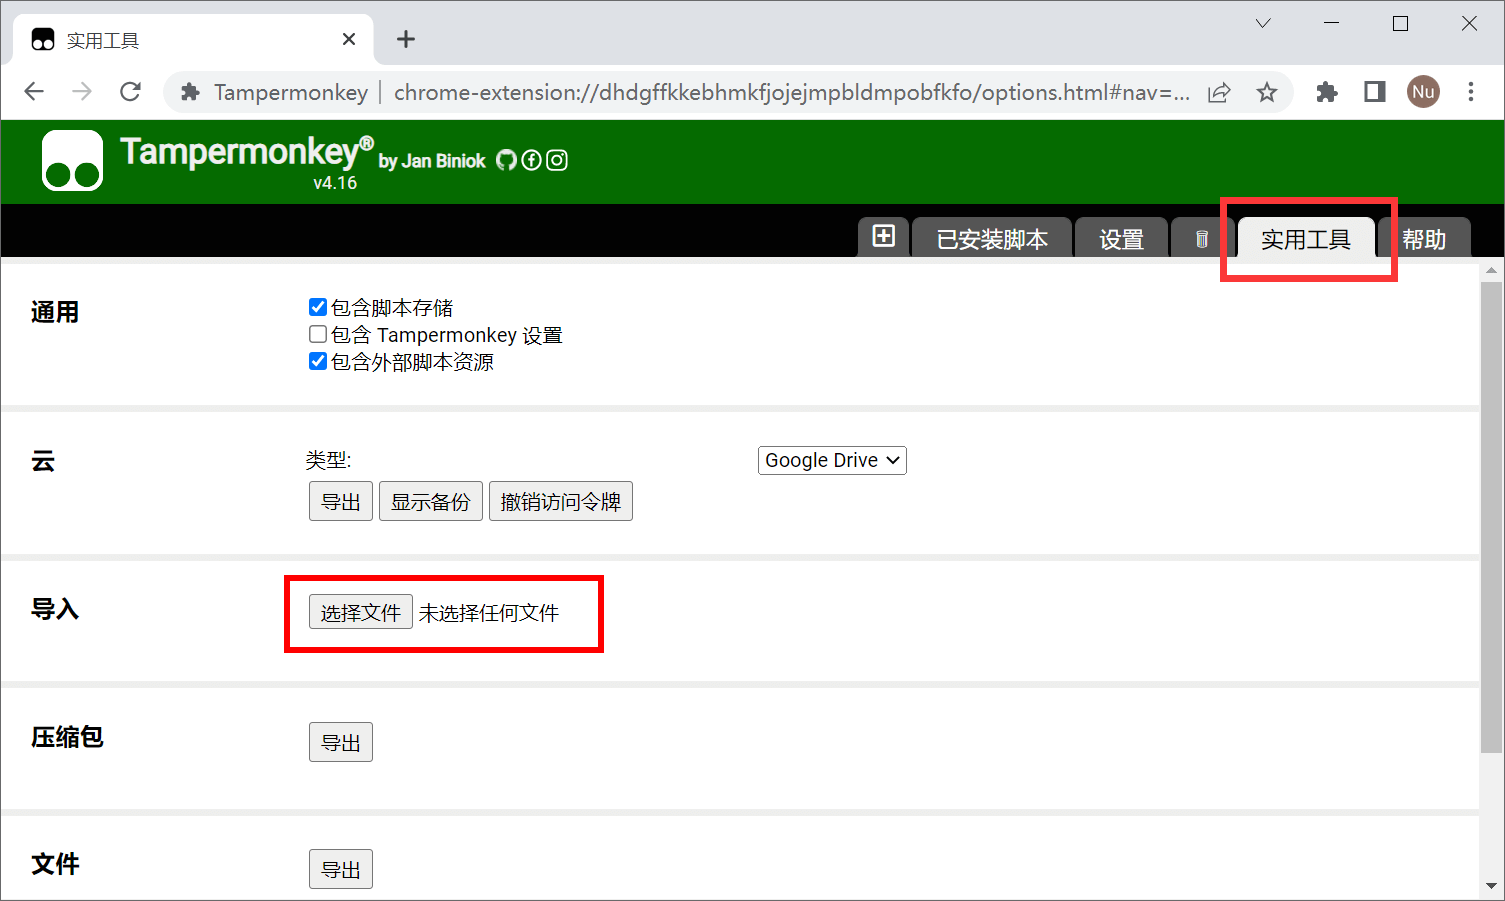 实用工具
Tampermonkey
chrome-extension://dhdgffkkebhmkfjojejmpbldmpobfkfo/options.html#nav=...
Nu
Tampermonkey® by Jan Biniok
v4.16
已安装脚本 设置 实用工具 帮助
通用
包含脚本存储
包含 Tampermonkey 设置
包含外部脚本资源
云
类型:
Google Drive
导出 显示备份 撤销访问令牌
导入
选择文件 未选择任何文件
压缩包
导出
文件
导出